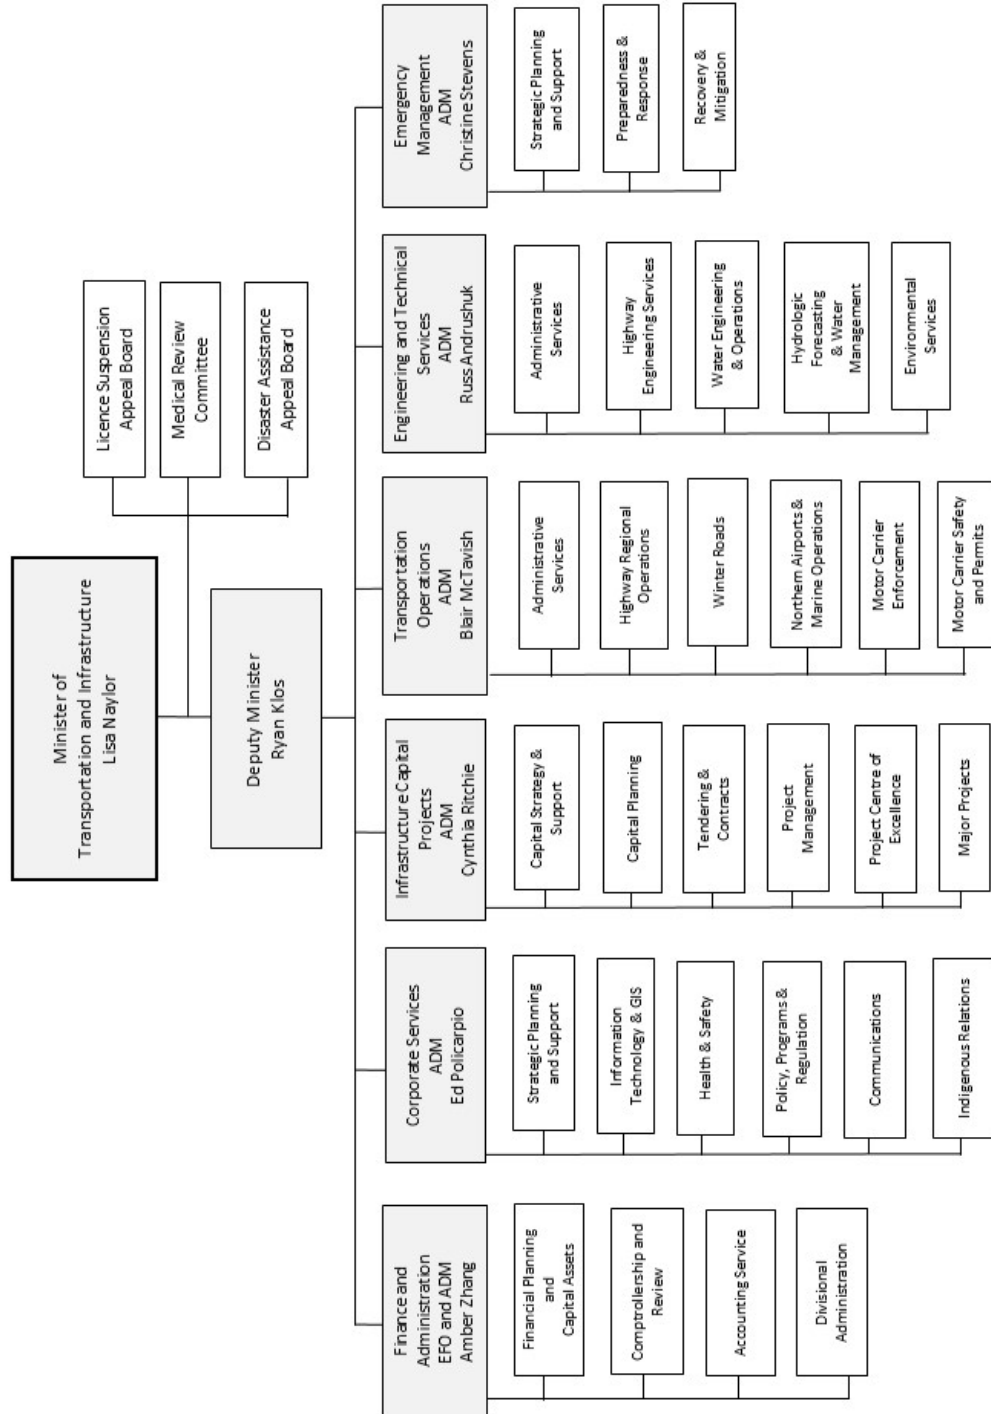 Minister of
Transportation and Infrastructure
Lisa Naylor
Licence Suspension
Appeal Board
Medical Review
Committee
Disaster Assistance
Appeal Board
Deputy Minister
Ryan Klos
Finance and
Administration
EFO and ADM
Amber Zhang
Financial Planning
and
Capital Assets
Comptrollership and
Review
Accounting Service
Divisional
Administration
Corporate Services
ADM
Ed Policarpio
Strategic Planning
and Support
Information
Technology & GIS
Health & Safety
Policy, Programs &
Regulation
Communications
Indigenous Relations
Infrastructure Capital
Projects
ADM
Cynthia Ritchie
Capital Strategy &
Support
Capital Planning
Tendering &
Contracts
Project
Management
Project Centre of
Excellence
Major Projects
Transportation
Operations
ADM
Blair McTavish
Administrative
Services
Highway Regional
Operations
Winter Roads
Northern Airports &
Marine Operations
Motor Carrier
Enforcement
Motor Carrier Safety
and Permits
Engineering and Technical
Services
ADM
Russ Andrushuk
Administrative
Services
Highway
Engineering Services
Water Engineering
& Operations
Hydrologic
Forecasting
& Water
Management
Environmental
Services
Emergency
Management
ADM
Christine Stevens
Strategic Planning
and Support
Preparedness &
Response
Recovery &
Mitigation